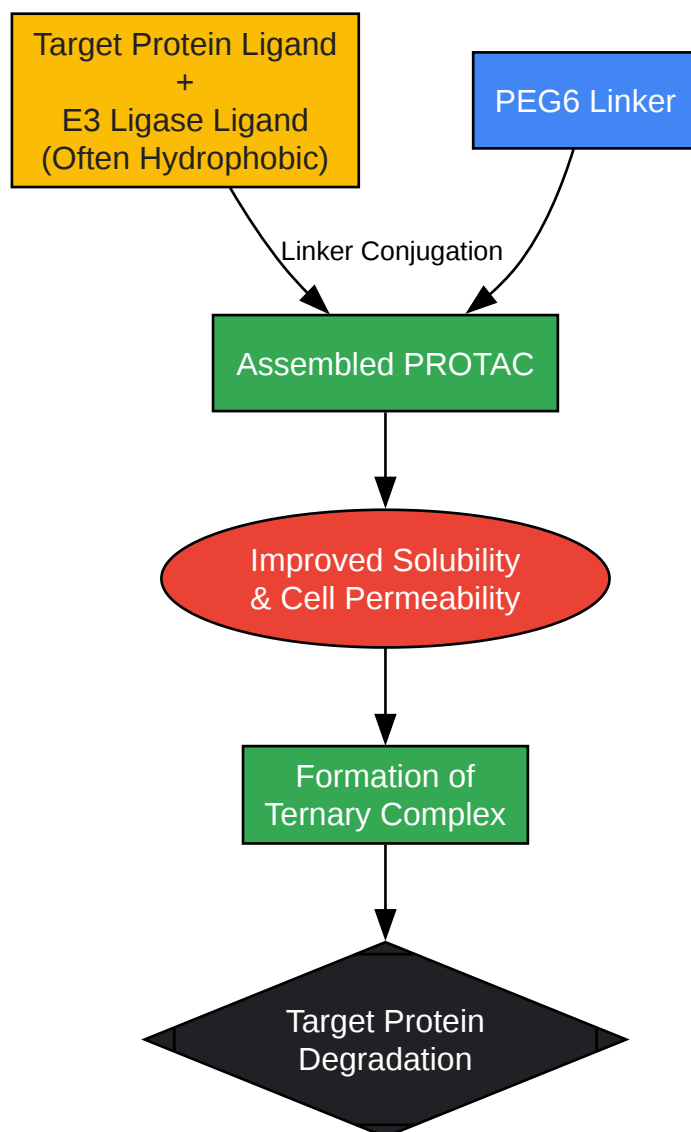 Target Protein Ligand
+
E3 Ligase Ligand
(Often Hydrophobic)
PEG6 Linker
Linker Conjugation
Assembled PROTAC
Improved Solubility
& Cell Permeability
Formation of
Ternary Complex
Target Protein
Degradation